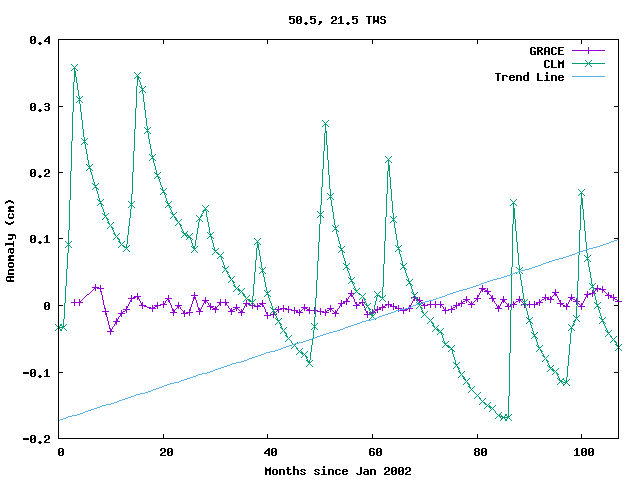 50.5, 21.5 TWS
0.4
0.3
0.2
0.1
0
-0.1
-0.2
Anomaly (cm)
GRACE
CLM
Trend Line
0 20 40 60 80 100
Months since Jan 2002